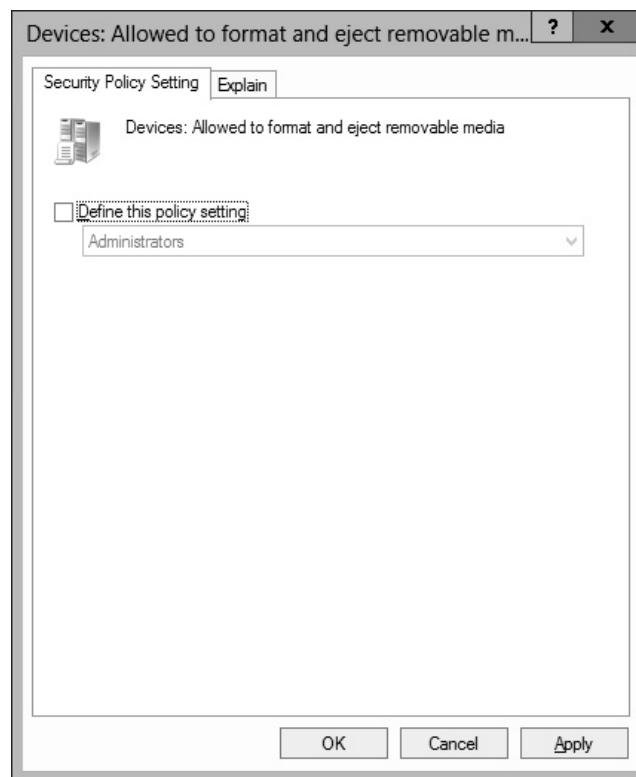 Devices: Allowed to format and eject removable m... ? x
Security Policy Setting Explain
Devices: Allowed to format and eject removable media
Define this policy setting
Administrators
OK Cancel Apply